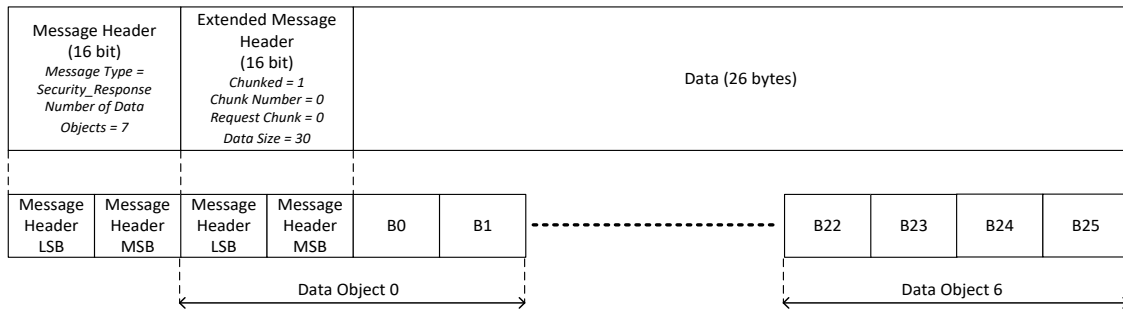 Message Header
(16 bit)
Message Type =
Security_Response
Number of Data
Objects = 7
Extended Message
Header
(16 bit)
Chunked = 1
Chunk Number = 0
Request Chunk = 0
Data Size = 30
Data (26 bytes)
Message
Header
LSB
Message
Header
MSB
Message
Header
LSB
Message
Header
MSB
B0
B1
B22
B23
B24
B25
Data Object 0
Data Object 6